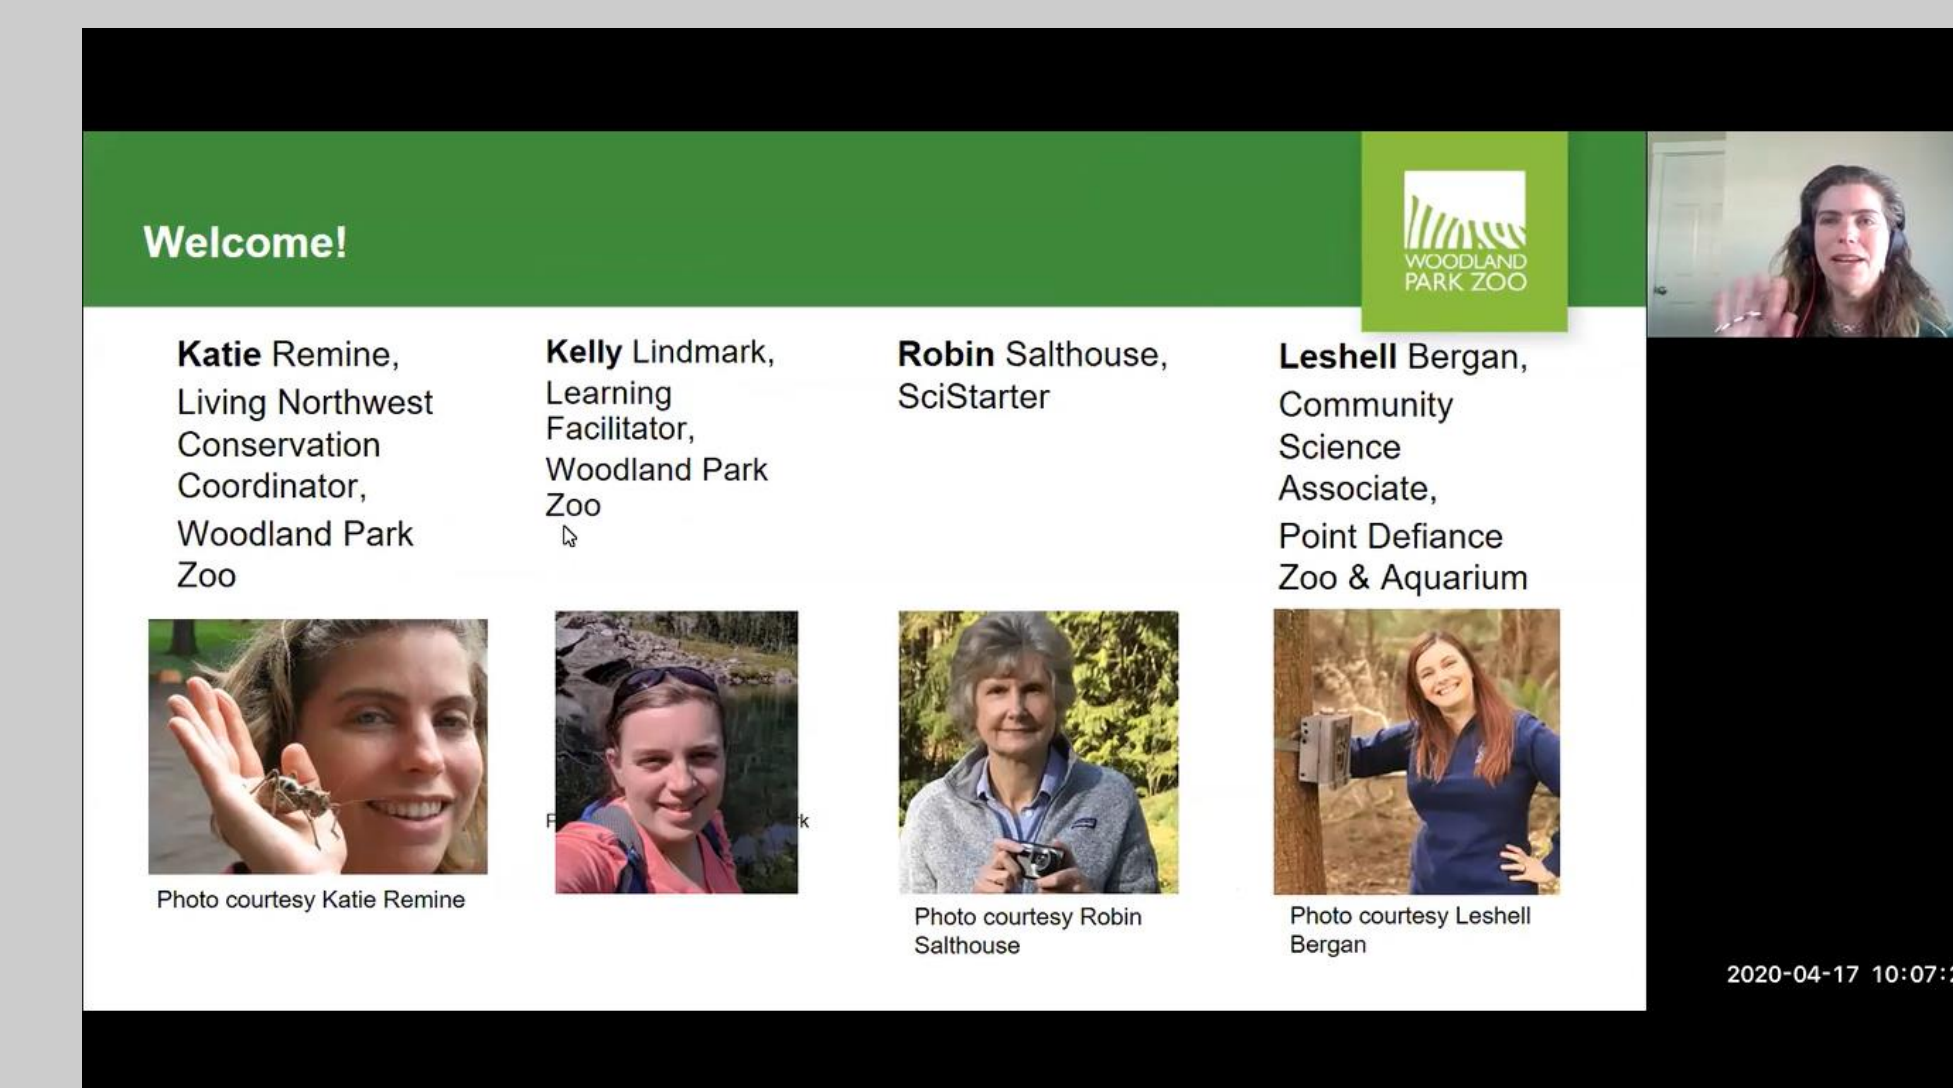 Welcome!
WOODLAND
PARK ZOO
Katie Remine,
Living Northwest
Conservation
Coordinator,
Woodland Park
Zoo
Photo courtesy Katie Remine
Kelly Lindmark,
Learning
Facilitator,
Woodland Park
Zoo
Robin Salthouse,
SciStarter
Photo courtesy Robin
Salthouse
Leshell Bergan,
Community
Science
Associate,
Point Defiance
Zoo & Aquarium
Photo courtesy Leshell
Bergan
2020-04-17 10:07: